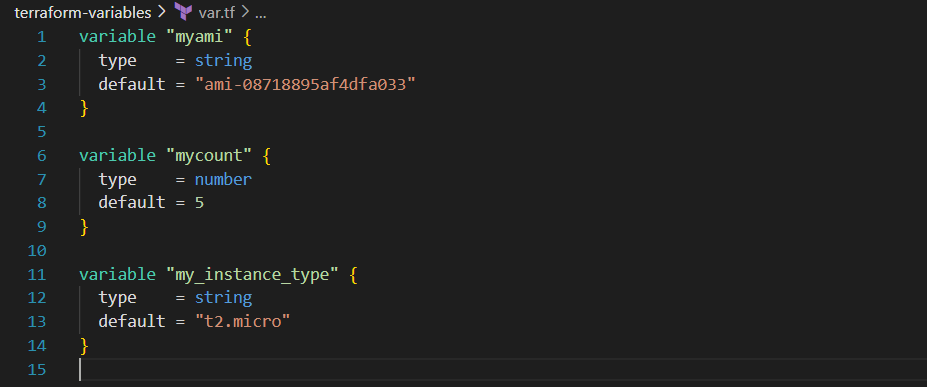 terraform-variables > var.tf > ...
1 variable "myami" {
2   type    = string
3   default = "ami-08718895af4dfa033"
4 }
5
6 variable "mycount" {
7   type    = number
8   default = 5
9 }
10
11 variable "my_instance_type" {
12   type    = string
13   default = "t2.micro"
14 }
15